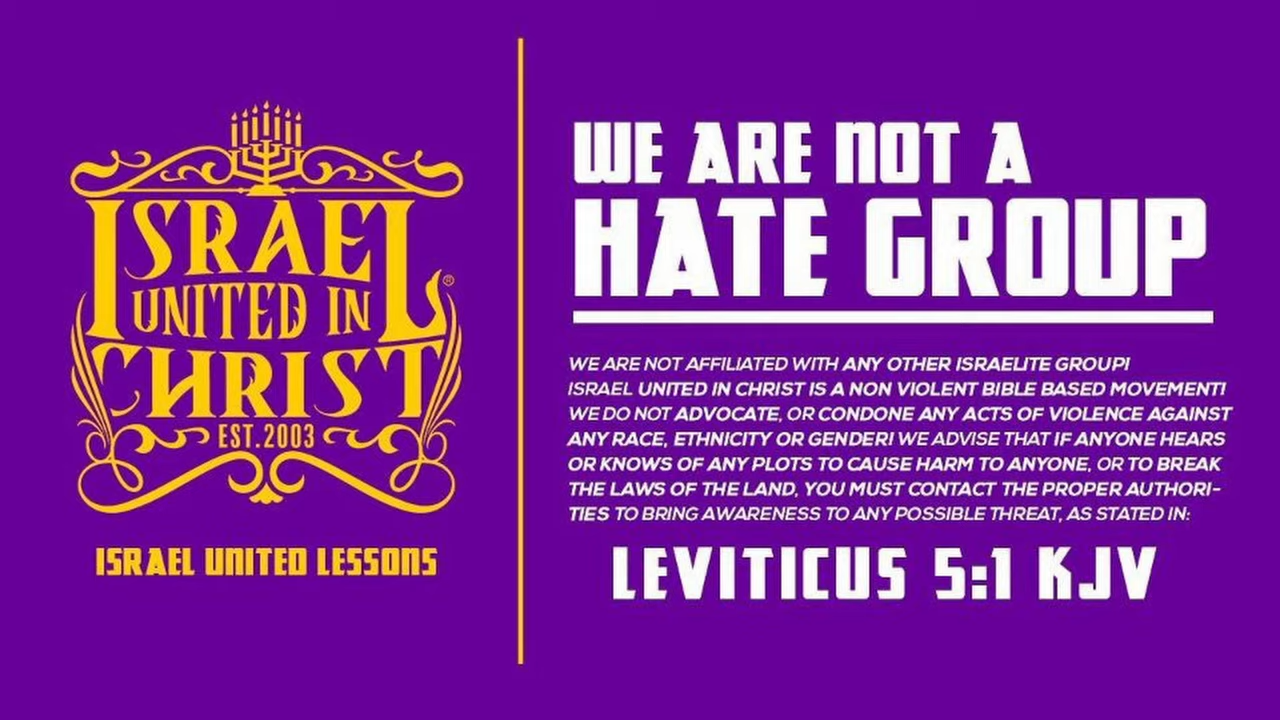 ISRAEL
UNITED IN
CHRIST
EST.2003
ISRAEL UNITED LESSONS
WE ARE NOT A
HATE GROUP
WE ARE NOT AFFILIATED WITH ANY OTHER ISRAELITE GROUP!
ISRAEL UNITED IN CHRIST IS A NON VIOLENT BIBLE BASED MOVEMENT!
WE DO NOT ADVOCATE, OR CONDONE ANY ACTS OF VIOLENCE AGAINST
ANY RACE, ETHNICITY OR GENDER! WE ADVISE THAT IF ANYONE HEARS
OR KNOWS OF ANY PLOTS TO CAUSE HARM TO ANYONE, OR TO BREAK
THE LAWS OF THE LAND, YOU MUST CONTACT THE PROPER AUTHORI-
TIES TO BRING AWARENESS TO ANY POSSIBLE THREAT, AS STATED IN:
LEVITICUS 5:1 KJV